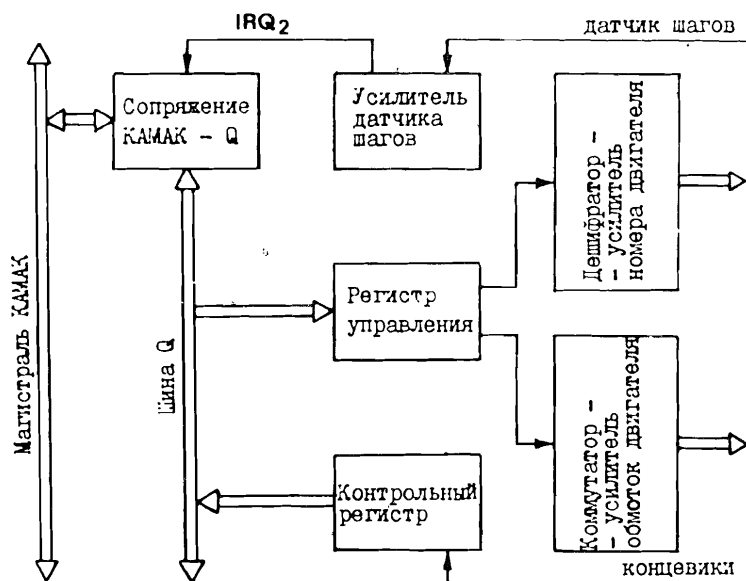 IRQ₂
датчик шагов
Сопряжение
КАМАК - Q
Усилитель
датчика
шагов
Дешифратор -
- усилитель
номера двигателя
Магистраль КАМАК
Шина Q
Регистр
управления
Коммутатор -
- усилитель
обмоток двигателя
Контрольный
регистр
концевики